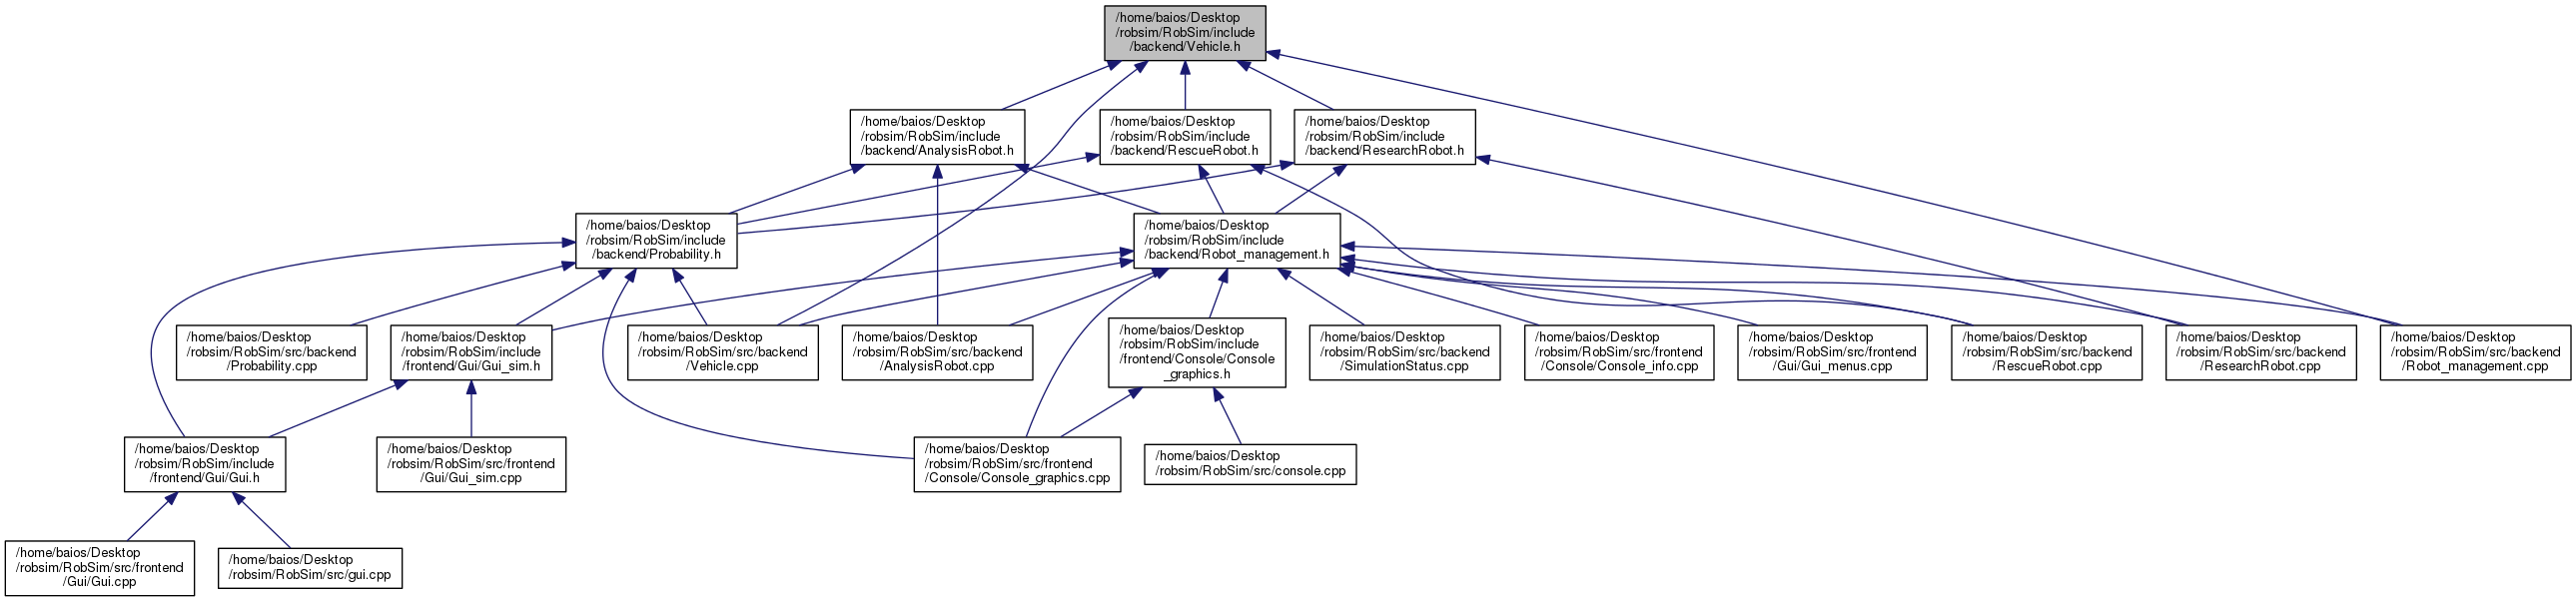 /home/baios/Desktop
/robsim/RobSim/include
/backend/Vehicle.h
/home/baios/Desktop
/robsim/RobSim/include
/backend/AnalysisRobot.h
/home/baios/Desktop
/robsim/RobSim/include
/backend/RescueRobot.h
/home/baios/Desktop
/robsim/RobSim/include
/backend/ResearchRobot.h
/home/baios/Desktop
/robsim/RobSim/include
/backend/Probability.h
/home/baios/Desktop
/robsim/RobSim/include
/backend/Robot_management.h
/home/baios/Desktop
/robsim/RobSim/src/backend
/Probability.cpp
/home/baios/Desktop
/robsim/RobSim/include
/frontend/Gui/Gui_sim.h
/home/baios/Desktop
/robsim/RobSim/src/backend
/Vehicle.cpp
/home/baios/Desktop
/robsim/RobSim/src/backend
/AnalysisRobot.cpp
/home/baios/Desktop
/robsim/RobSim/include
/frontend/Console/Console
_graphics.h
/home/baios/Desktop
/robsim/RobSim/src/backend
/SimulationStatus.cpp
/home/baios/Desktop
/robsim/RobSim/src/frontend
/Console/Console_info.cpp
/home/baios/Desktop
/robsim/RobSim/src/frontend
/Gui/Gui_menus.cpp
/home/baios/Desktop
/robsim/RobSim/src/backend
/RescueRobot.cpp
/home/baios/Desktop
/robsim/RobSim/src/backend
/ResearchRobot.cpp
/home/baios/Desktop
/robsim/RobSim/src/backend
/Robot_management.cpp
/home/baios/Desktop
/robsim/RobSim/include
/frontend/Gui/Gui.h
/home/baios/Desktop
/robsim/RobSim/src/frontend
/Gui/Gui_sim.cpp
/home/baios/Desktop
/robsim/RobSim/src/frontend
/Console/Console_graphics.cpp
/home/baios/Desktop
/robsim/RobSim/src/console.cpp
/home/baios/Desktop
/robsim/RobSim/src/frontend
/Gui/Gui.cpp
/home/baios/Desktop
/robsim/RobSim/src/gui.cpp